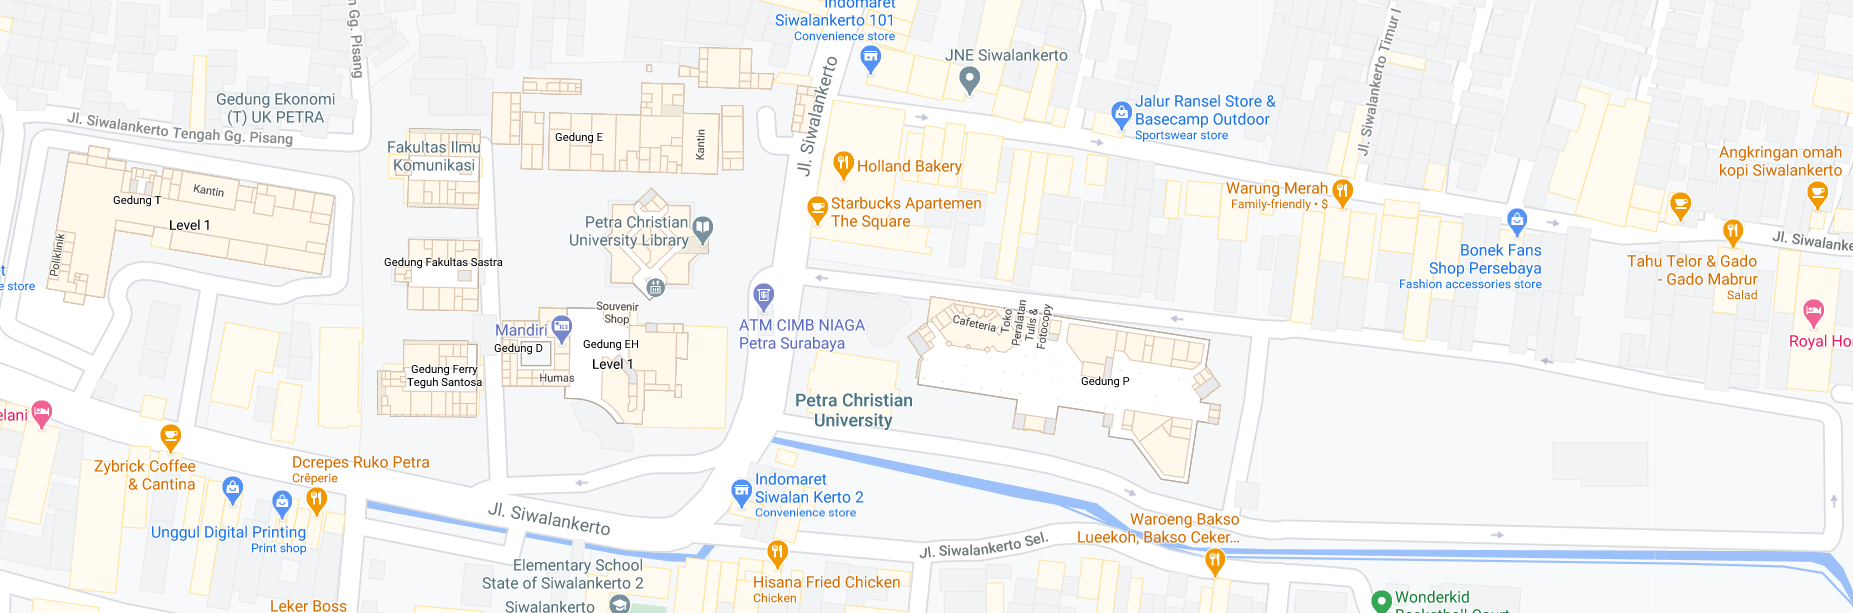 Indomaret
Siwalankerto 101
Convenience store
Gg. Pisang
JNE Siwalankerto
Jl. Siwalankerto
Jl. Siwalankerto Timur I
Gedung Ekonomi
(T) UK PETRA
Jl. Siwalankerto Tengah Gg. Pisang
Jalur Ransel Store &
Basecamp Outdoor
Sportswear store
Gedung E
Kantin
Fakultas Ilmu
Komunikasi
Holland Bakery
Angkringan omah
kopi Siwalankerto
Kantin
Gedung T
Level 1
Poliklinik
Warung Merah
Family-friendly • $
Starbucks Apartemen
The Square
Petra Christian
University Library
Jl. Siwalanke
Bonek Fans
Shop Persebaya
Fashion accessories store
Tahu Telor & Gado
- Gado Mabrur
Salad
Gedung Fakultas Sastra
t
e store
Souvenir
Shop
Mandiri
Gedung D
Gedung EH
Level 1
Humas
ATM CIMB NIAGA
Petra Surabaya
Cafeteria
Toko
Peralatan
Tulis &
Fotocopy
Royal Ho
Gedung Ferry
Teguh Santosa
Gedung P
Petra Christian
University
elani
Zybrick Coffee
& Cantina
Dcrepes Ruko Petra
Crêperie
Indomaret
Siwalan Kerto 2
Convenience store
Jl. Siwalankerto
Unggul Digital Printing
Print shop
Waroeng Bakso
Lueekoh, Bakso Ceker...
Jl. Siwalankerto Sel.
Elementary School
State of Siwalankerto 2
Siwalankerto
Hisana Fried Chicken
Chicken
Leker Boss
Wonderkid
Basketball Court